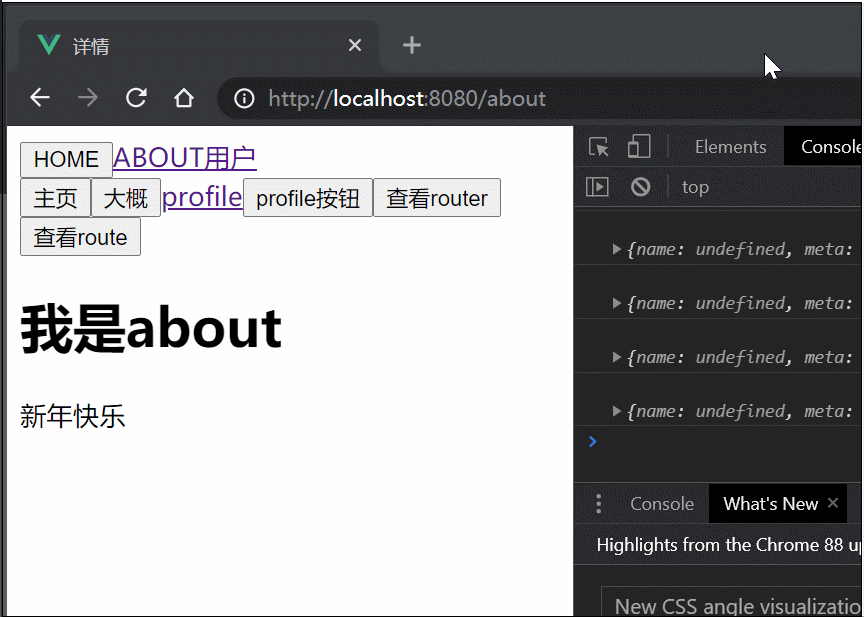 详情
http://localhost:8080/about
HOME ABOUT用户
主页 大概 profile profile按钮 查看router
查看route
我是about
新年快乐
Elements Console
top
{name: undefined, meta:
{name: undefined, meta:
{name: undefined, meta:
{name: undefined, meta:
Console What's New
Highlights from the Chrome 88 up
New CSS angle visualizatio